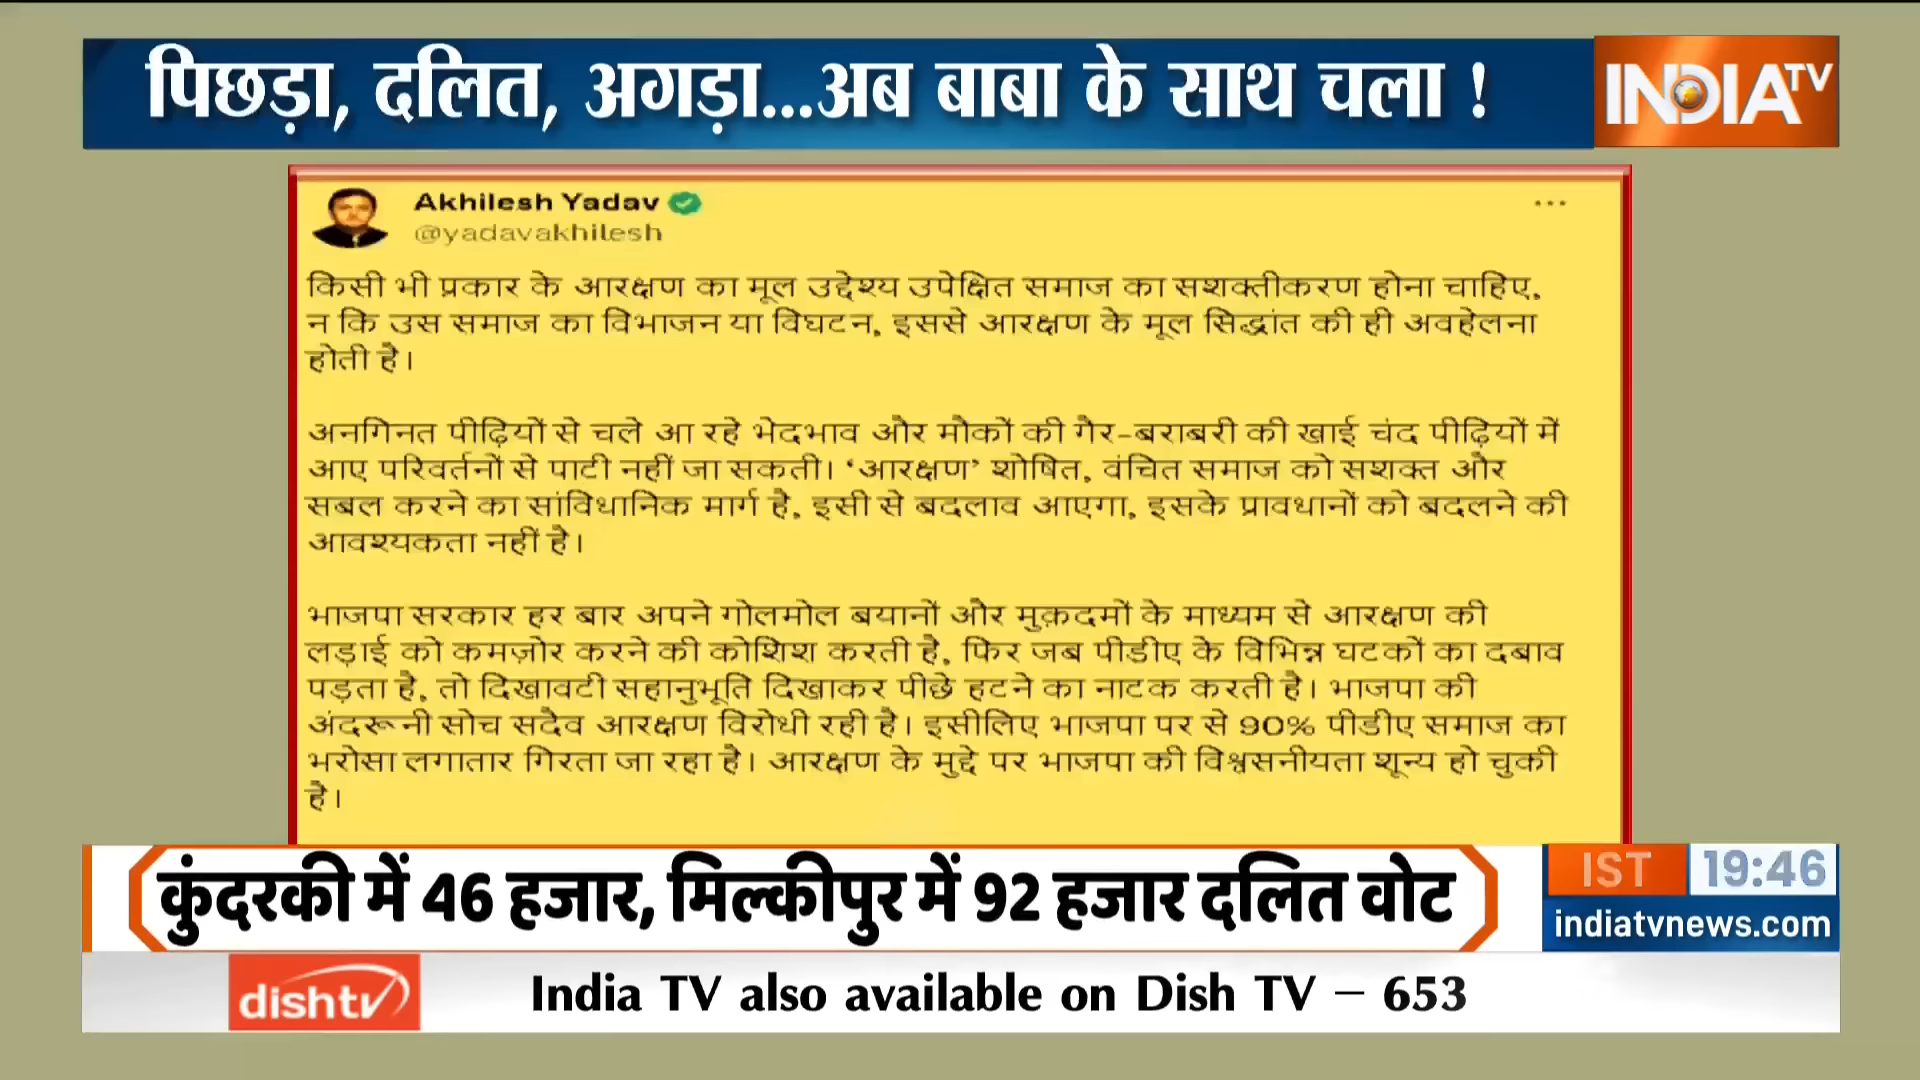 पिछड़ा, दलित, अगड़ा...अब बाबा के साथ चला !
INDIA TV
Akhilesh Yadav
@yadavakhilesh
किसी भी प्रकार के आरक्षण का मूल उद्देश्य उपेक्षित समाज का सशक्तीकरण होना चाहिए,
न कि उस समाज का विभाजन या विघटन, इससे आरक्षण के मूल सिद्धांत की ही अवहेलना
होती है।
अनगिनत पीढ़ियों से चले आ रहे भेदभाव और मौकों की गैर-बराबरी की खाई चंद पीढ़ियों में
आए परिवर्तनों से पाटी नहीं जा सकती। ‘आरक्षण’ शोषित, वंचित समाज को सशक्त और
सबल करने का सांविधानिक मार्ग है, इसी से बदलाव आएगा, इसके प्रावधानों को बदलने की
आवश्यकता नहीं है।
भाजपा सरकार हर बार अपने गोलमोल बयानों और मुक़दमों के माध्यम से आरक्षण की
लड़ाई को कमज़ोर करने की कोशिश करती है, फिर जब पीडीए के विभिन्न घटकों का दबाव
पड़ता है, तो दिखावटी सहानुभूति दिखाकर पीछे हटने का नाटक करती है। भाजपा की
अंदरूनी सोच सदैव आरक्षण विरोधी रही है। इसीलिए भाजपा पर से 90% पीडीए समाज का
भरोसा लगातार गिरता जा रहा है। आरक्षण के मुद्दे पर भाजपा की विश्वसनीयता शून्य हो चुकी
है।
कुंदरकी में 46 हजार, मिल्कीपुर में 92 हजार दलित वोट
IST 19:46
indiatvnews.com
dishtv
India TV also available on Dish TV – 653